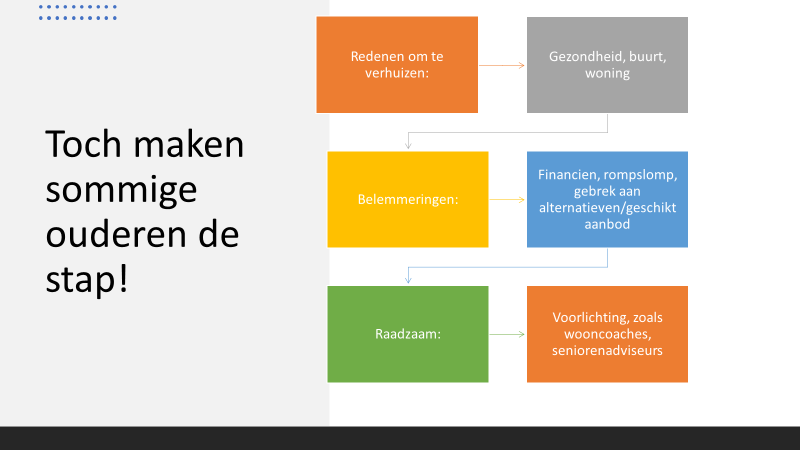 Toch maken
sommige
ouderen de
stap!
Redenen om te
verhuizen:
Gezondheid, buurt,
woning
Belemmeringen:
Financien, rompslomp,
gebrek aan
alternatieven/geschikt
aanbod
Raadzaam:
Voorlichting, zoals
wooncoaches,
seniorenadviseurs